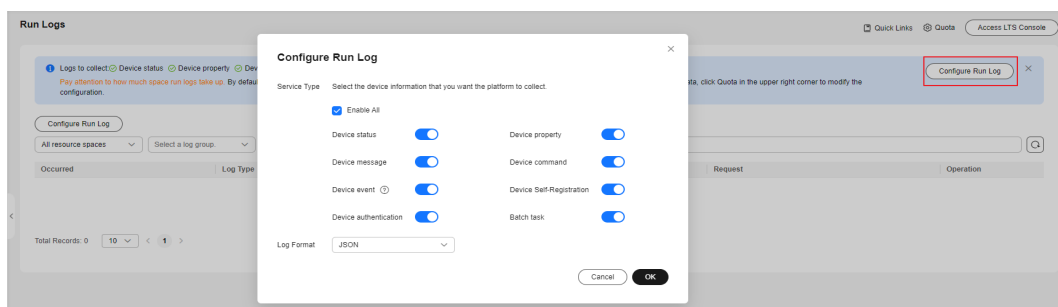 Run Logs
Quick Links
Quota
Access LTS Console
Logs to collect: Device status Device property Dev
Pay attention to how much space run logs take up. By defau
ata, click Quota in the upper right corner to modify the
configuration.
Configure Run Log
Configure Run Log
All resource spaces
Select a log group.
Occurred
Log Type
Request
Operation
Total Records: 0
10
1
Configure Run Log
Service Type
Select the device information that you want the platform to collect.
Enable All
Device status
Device property
Device message
Device command
Device event
Device Self-Registration
Device authentication
Batch task
Log Format
JSON
Cancel
OK